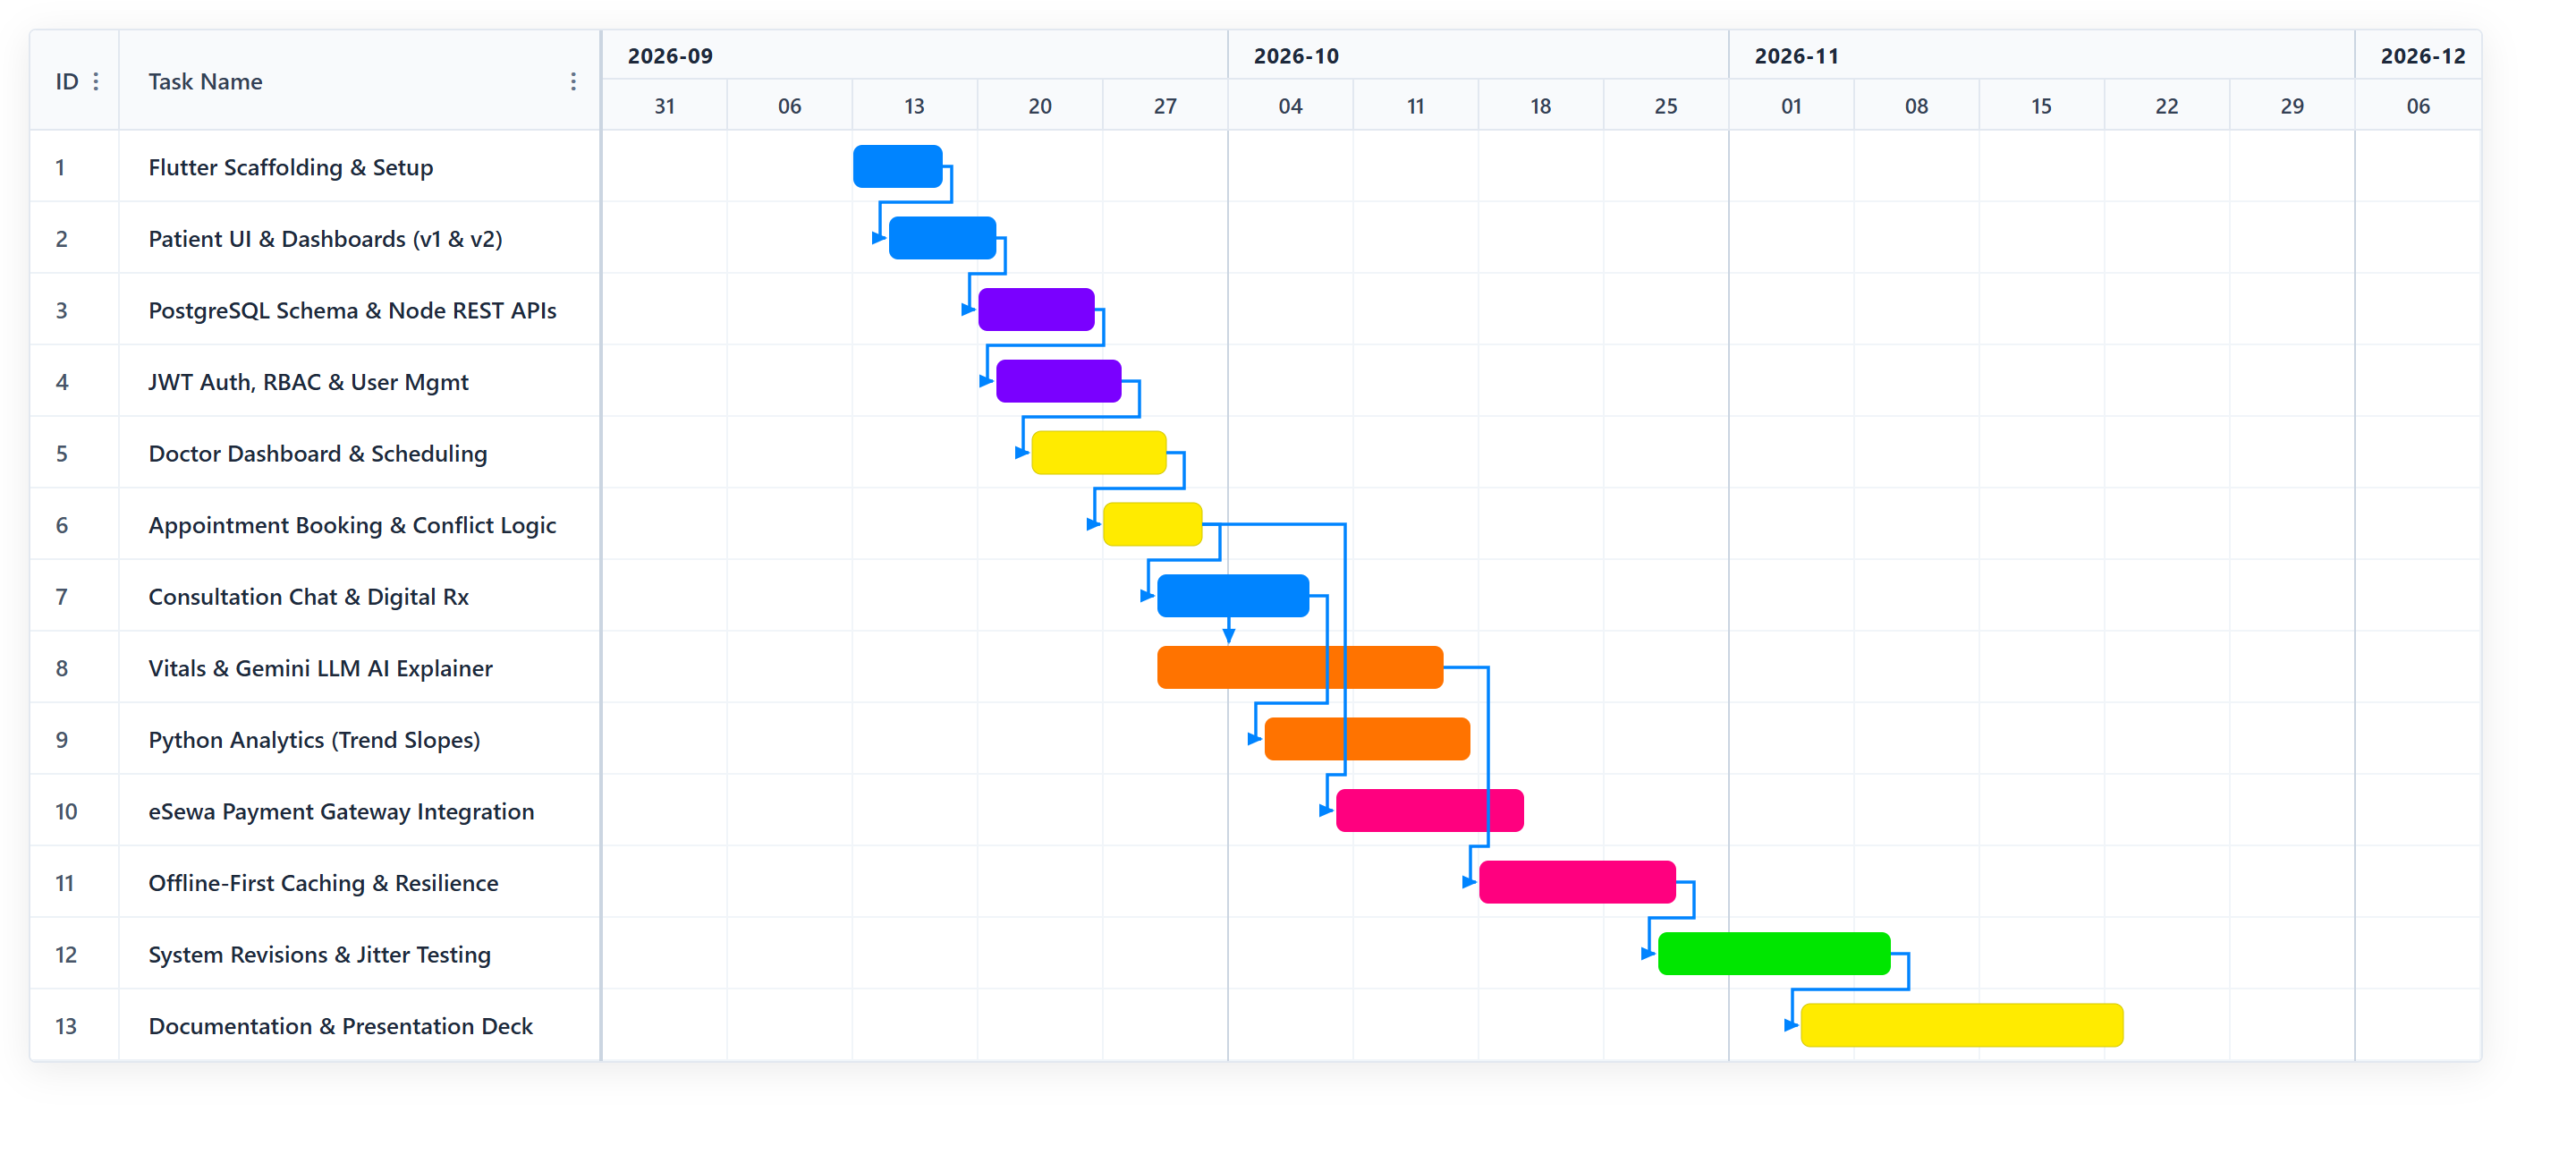 ID Task Name 2026-09 2026-10 2026-11 2026-12
31 06 13 20 27 04 11 18 25 01 08 15 22 29 06
1 Flutter Scaffolding & Setup
2 Patient UI & Dashboards (v1 & v2)
3 PostgreSQL Schema & Node REST APIs
4 JWT Auth, RBAC & User Mgmt
5 Doctor Dashboard & Scheduling
6 Appointment Booking & Conflict Logic
7 Consultation Chat & Digital Rx
8 Vitals & Gemini LLM AI Explainer
9 Python Analytics (Trend Slopes)
10 eSewa Payment Gateway Integration
11 Offline-First Caching & Resilience
12 System Revisions & Jitter Testing
13 Documentation & Presentation Deck